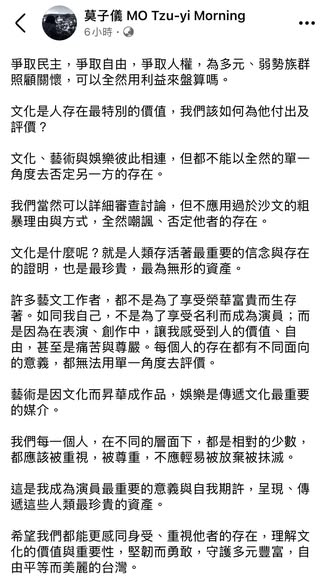 莫子儀 MO Tzu-yi Morning
6小時・
爭取民主，爭取自由，爭取人權，為多元、弱勢族群
照顧關懷，可以全然用利益來盤算嗎。
文化是人存在最特別的價值，我們該如何為他付出及
評價？
文化、藝術與娛樂彼此相連，但都不能以全然的單一
角度去否定另一方的存在。
我們當然可以詳細審查討論，但不應用過於沙文的粗
暴理由與方式，全然嘲諷、否定他者的存在。
文化是什麼呢？就是人類存活著最重要的信念與存在
的證明，也是最珍貴，最為無形的資產。
許多藝文工作者，都不是為了享受榮華富貴而生存
著。如同我自己，不是為了享受名利而成為演員；而
是因為在表演、創作中，讓我感受到人的價值、自
由，甚至是痛苦與尊嚴。每個人的存在都有不同面向
的意義，都無法用單一角度去評價。
藝術是因文化而昇華成作品，娛樂是傳遞文化最重要
的媒介。
我們每一個人，在不同的層面下，都是相對的少數，
都應該被重視，被尊重，不應輕易被放棄被抹滅。
這是我成為演員最重要的意義與自我期許，呈現、傳
遞這些人類最珍貴的資產。
希望我們都能更感同身受、重視他者的存在，理解文
化的價值與重要性，堅韌而勇敢，守護多元豐富，自
由平等而美麗的台灣。